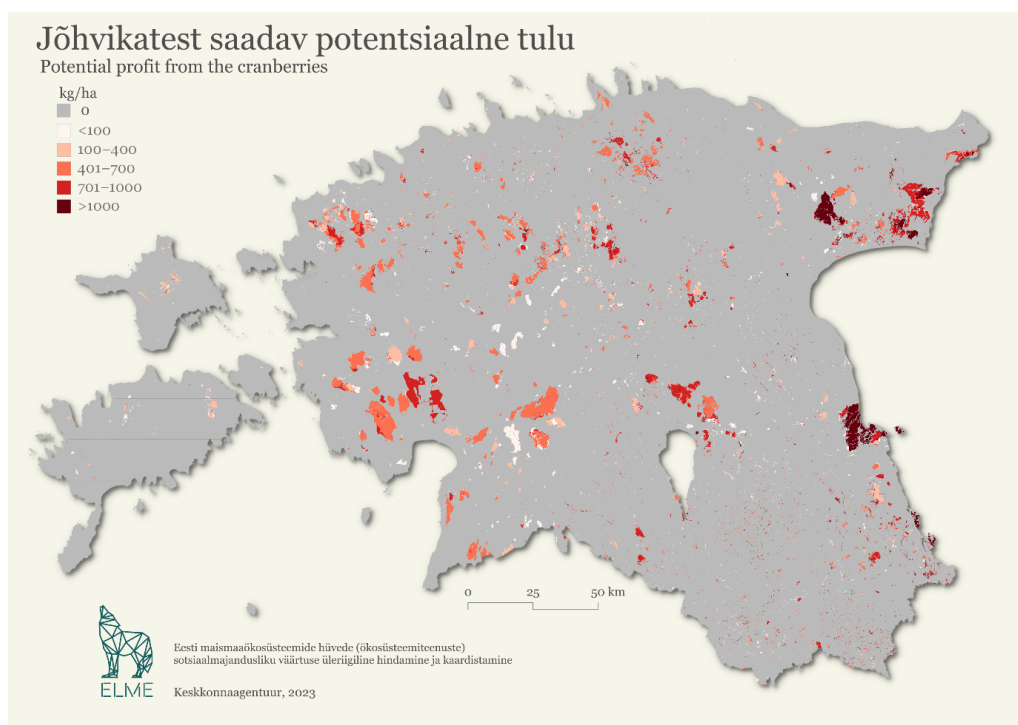 Jõhvikatest saadav potentsiaalne tulu
Potential profit from the cranberries
kg/ha
0
<100
100–400
401–700
701–1000
>1000
0 25 50 km
Eesti maismaaökosüsteemide hüvede (ökosüsteemiteenuste)
sotsiaalmajandusliku väärtuse üleriigiline hindamine ja kaardistamine
ELME
Keskkonnaagentuur, 2023